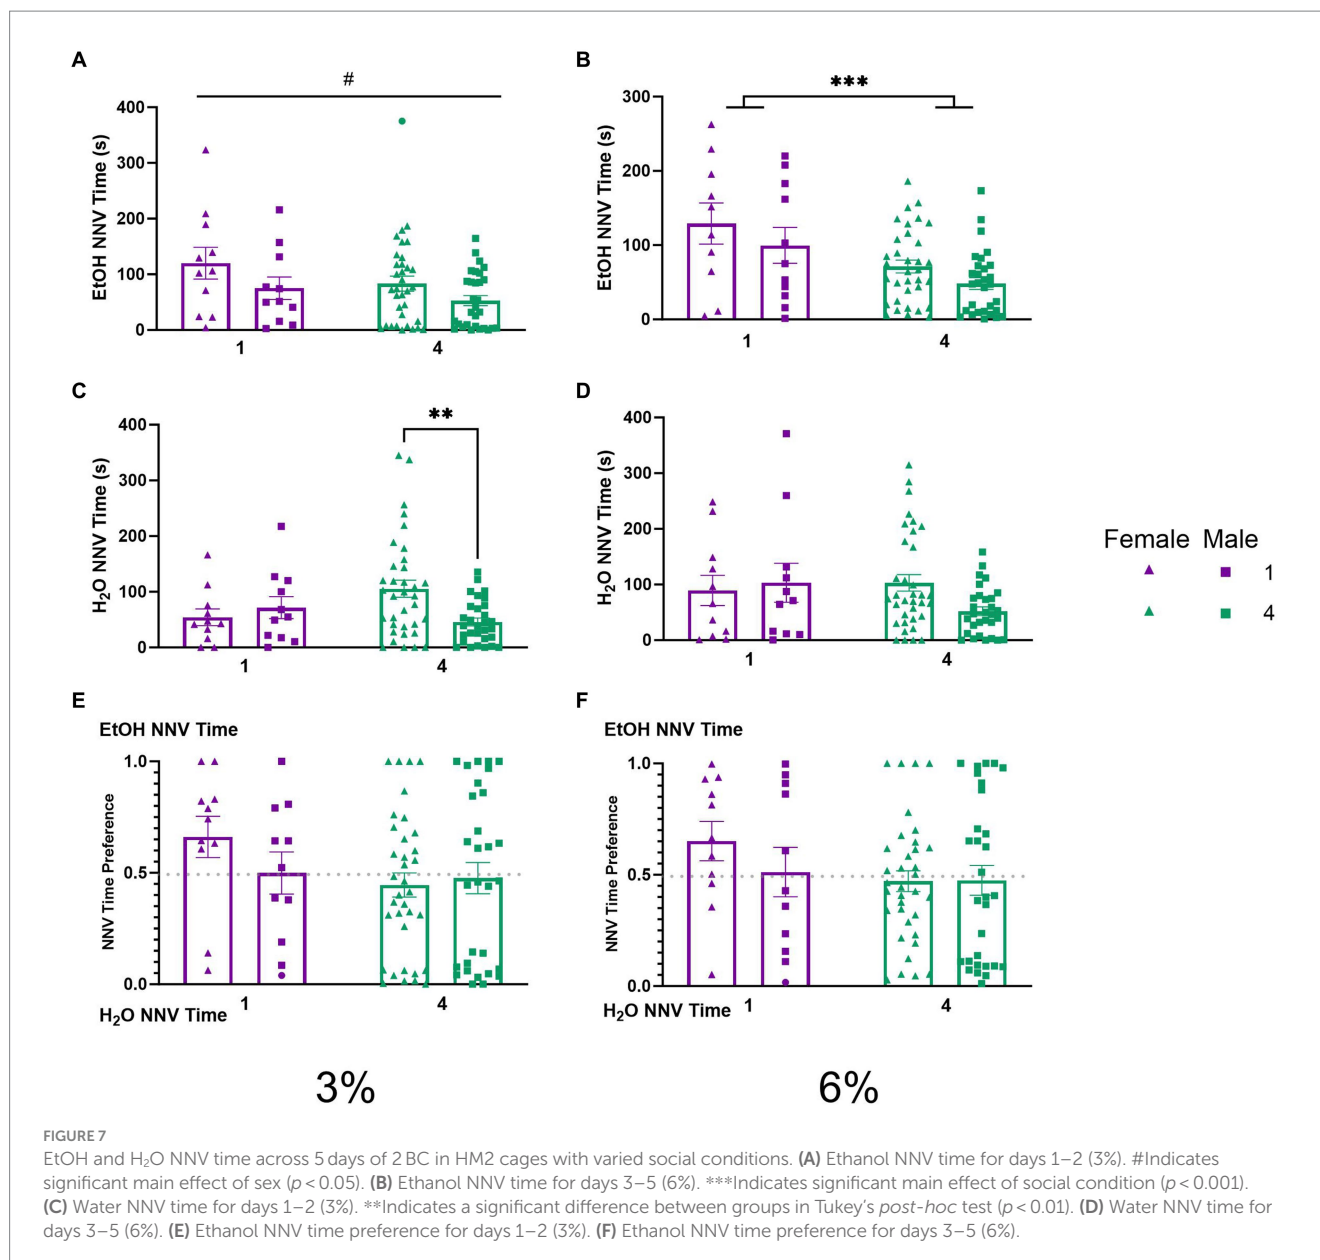 A
#
EtOH NNV Time (s)
400
300
200
100
0
1
4
B
***
EtOH NNV Time (s)
300
200
100
0
1
4
C
**
H₂O NNV Time (s)
400
300
200
100
0
1
4
D
H₂O NNV Time (s)
400
300
200
100
0
1
4
Female Male
1
4
E
EtOH NNV Time
NNV Time Preference
1.0
0.5
0.0
1
4
H₂O NNV Time
F
EtOH NNV Time
NNV Time Preference
1.0
0.5
0.0
1
4
H₂O NNV Time
3%
6%
FIGURE 7
EtOH and H₂O NNV time across 5 days of 2 BC in HM2 cages with varied social conditions. (A) Ethanol NNV time for days 1–2 (3%). #Indicates
significant main effect of sex (p < 0.05). (B) Ethanol NNV time for days 3–5 (6%). ***Indicates significant main effect of social condition (p < 0.001).
(C) Water NNV time for days 1–2 (3%). **Indicates a significant difference between groups in Tukey's post-hoc test (p < 0.01). (D) Water NNV time for
days 3–5 (6%). (E) Ethanol NNV time preference for days 1–2 (3%). (F) Ethanol NNV time preference for days 3–5 (6%).